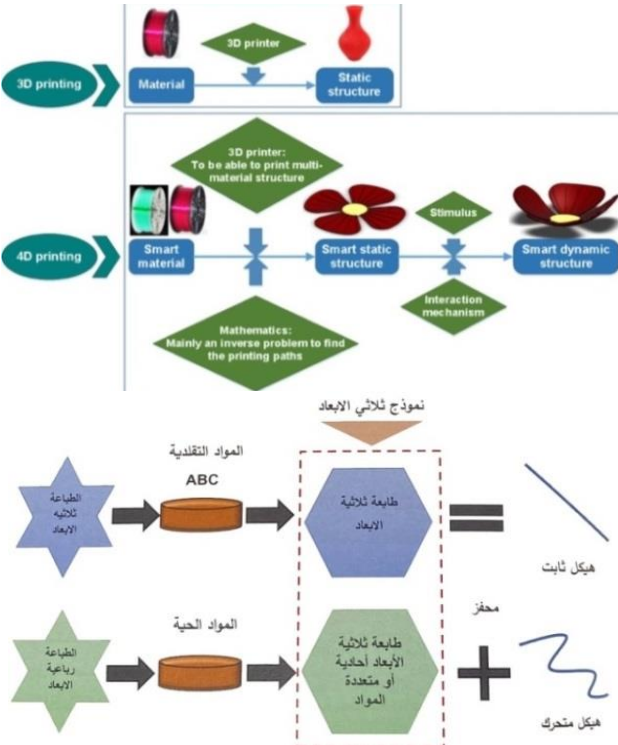 3D printing
Material
3D printer
Static
structure
4D printing
3D printer:
To be able to print multi-
material structure
Smart
material
Mathematics:
Mainly an inverse problem to find
the printing paths
Smart static
structure
Stimulus
Interaction
mechanism
Smart dynamic
structure
نموذج ثلاثي الابعاد
الطباعة
ثلاثيه
الابعاد
المواد التقلدية
ABC
طابعة ثلاثية
الابعاد
هيكل ثابت
الطباعة
رباعية
الابعاد
المواد الحية
طابعة ثلاثية
الأبعاد أحادية
أو متعددة
المواد
محفز
هيكل متحرك